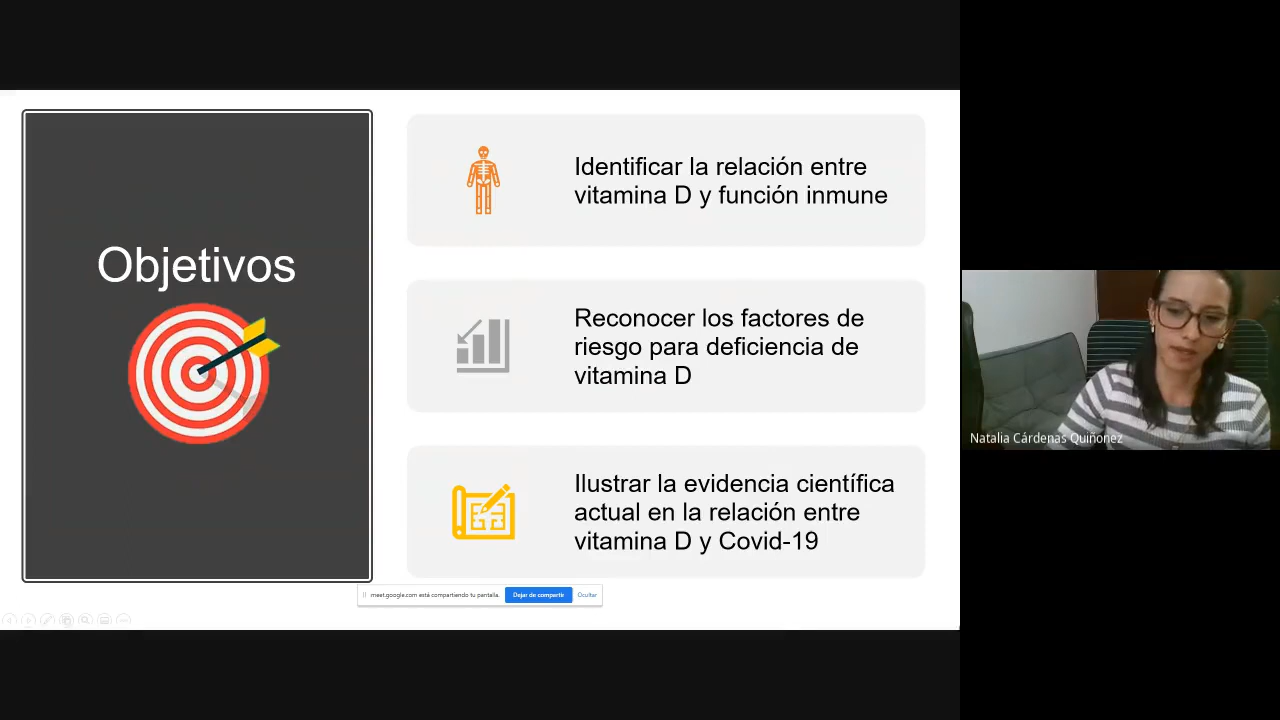 Objetivos
Identificar la relación entre
vitamina D y función inmune
Reconocer los factores de
riesgo para deficiencia de
vitamina D
Ilustrar la evidencia científica
actual en la relación entre
vitamina D y Covid-19
meet.google.com está compartiendo tu pantalla.
Dejar de compartir
Ocultar
Natalia Cárdenas Quiñonez